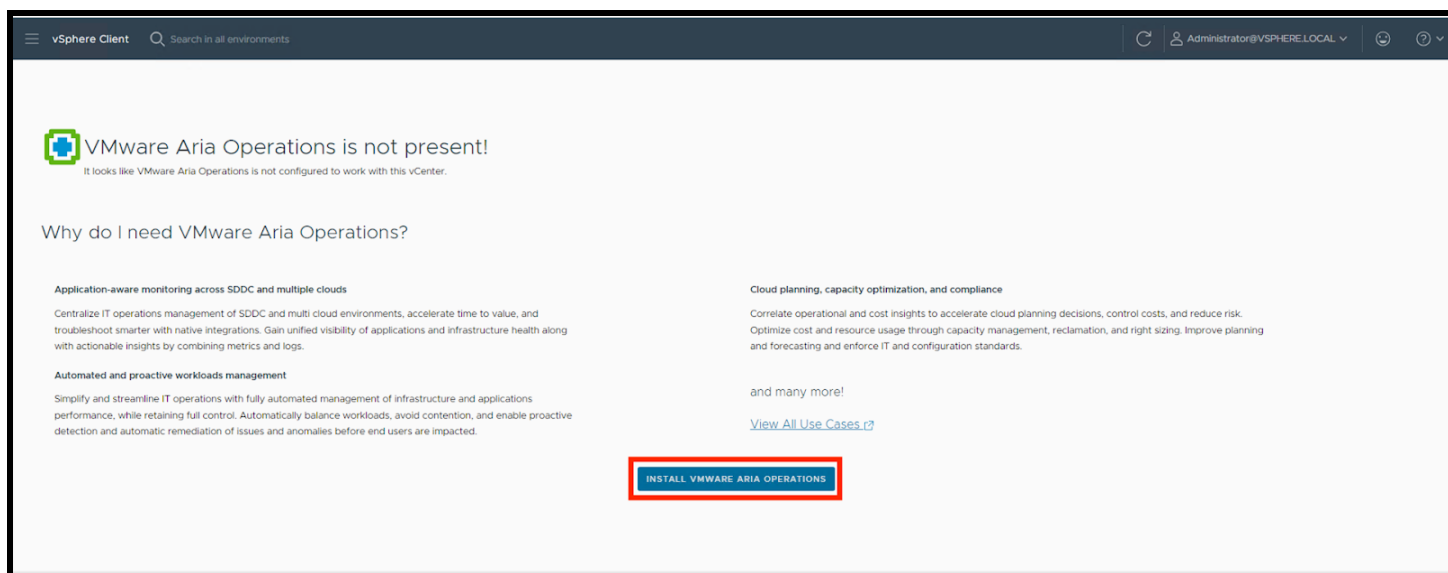 vSphere Client
Search in all environments
Administrator@VSPHERE.LOCAL
VMware Aria Operations is not present!
It looks like VMware Aria Operations is not configured to work with this vCenter.
Why do I need VMware Aria Operations?
Application-aware monitoring across SDDC and multiple clouds
Centralize IT operations management of SDDC and multi cloud environments, accelerate time to value, and
troubleshoot smarter with native integrations. Gain unified visibility of applications and infrastructure health along
with actionable insights by combining metrics and logs.
Automated and proactive workloads management
Simplify and streamline IT operations with fully automated management of infrastructure and applications
performance, while retaining full control. Automatically balance workloads, avoid contention, and enable proactive
detection and automatic remediation of issues and anomalies before end users are impacted.
Cloud planning, capacity optimization, and compliance
Correlate operational and cost insights to accelerate cloud planning decisions, control costs, and reduce risk.
Optimize cost and resource usage through capacity management, reclamation, and right sizing. Improve planning
and forecasting and enforce IT and configuration standards.
and many more!
View All Use Cases
INSTALL VMWARE ARIA OPERATIONS